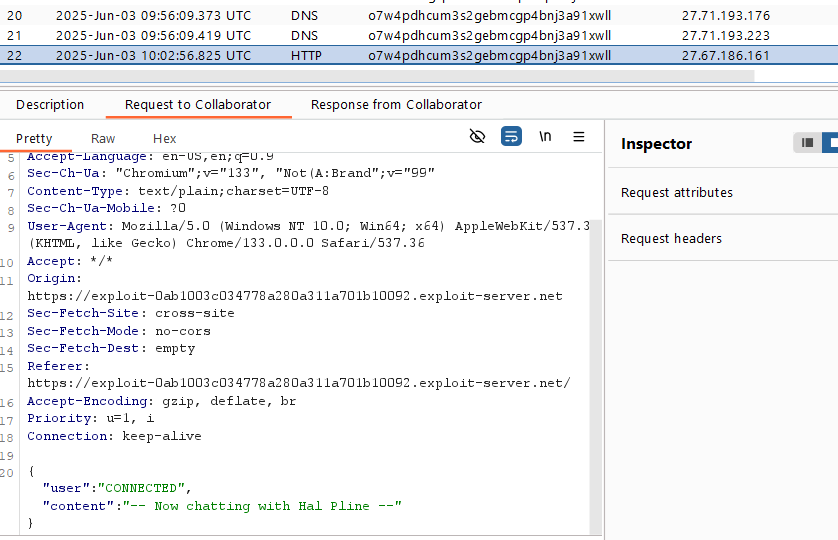 20 2025-Jun-03 09:56:09.373 UTC DNS o7w4pdhcum3s2gebmcgp4bnj3a91xwll 27.71.193.176
21 2025-Jun-03 09:56:09.419 UTC DNS o7w4pdhcum3s2gebmcgp4bnj3a91xwll 27.71.193.223
22 2025-Jun-03 10:02:56.825 UTC HTTP o7w4pdhcum3s2gebmcgp4bnj3a91xwll 27.67.186.161
Description Request to Collaborator Response from Collaborator
Pretty Raw Hex \n
Inspector
Request attributes
Request headers
5 Accept-Language: en-US,en;q=0.9
6 Sec-Ch-Ua: "Chromium";v="133", "Not(A:Brand";v="99"
7 Content-Type: text/plain;charset=UTF-8
8 Sec-Ch-Ua-Mobile: ?0
9 User-Agent: Mozilla/5.0 (Windows NT 10.0; Win64; x64) AppleWebKit/537.3
(KHTML, like Gecko) Chrome/133.0.0.0 Safari/537.36
10 Accept: */*
11 Origin:
https://exploit-0ab1003c034778a280a311a701b10092.exploit-server.net
12 Sec-Fetch-Site: cross-site
13 Sec-Fetch-Mode: no-cors
14 Sec-Fetch-Dest: empty
15 Referer:
https://exploit-0ab1003c034778a280a311a701b10092.exploit-server.net/
16 Accept-Encoding: gzip, deflate, br
17 Priority: u=1, i
18 Connection: keep-alive
19
20 {
"user":"CONNECTED",
"content":"-- Now chatting with Hal Pline --"
}